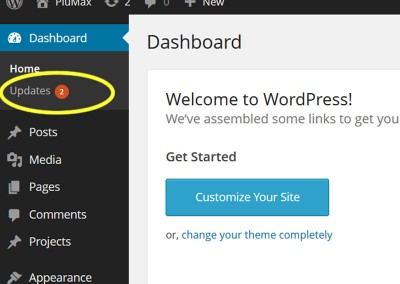 PluMax 2 0 New
Dashboard
Home
Updates 2
Posts
Media
Pages
Comments
Projects
Appearance
Dashboard
Welcome to WordPress!
We've assembled some links to get you
Get Started
Customize Your Site
or, change your theme completely